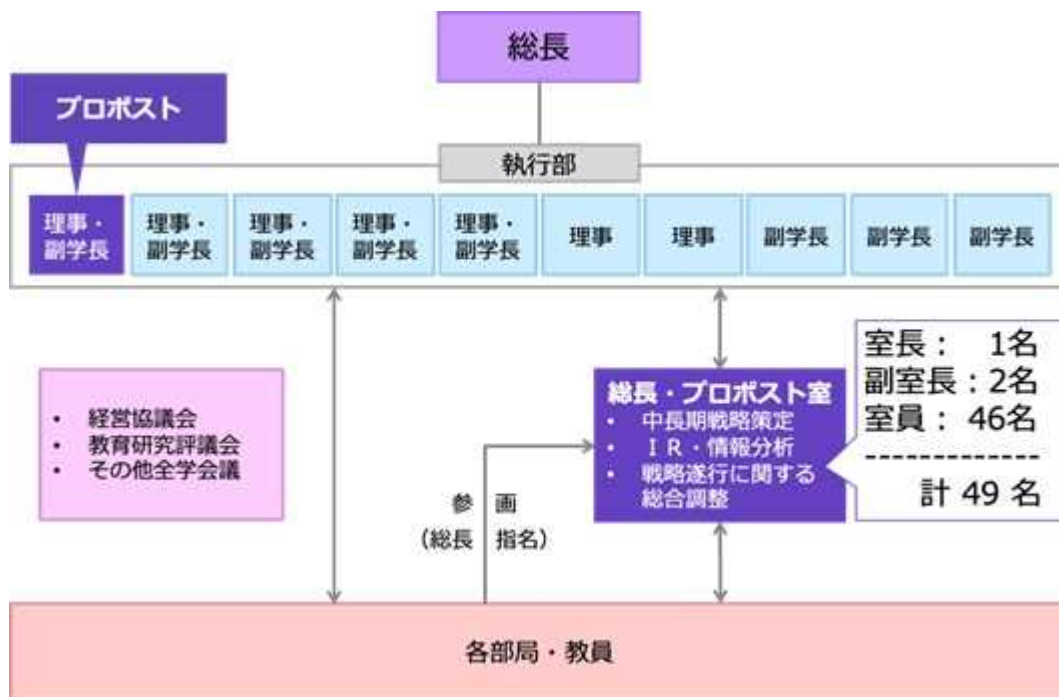 総長
プロポスト
執行部
理事・
副学長
理事・
副学長
理事・
副学長
理事・
副学長
理事・
副学長
理事
理事
副学長
副学長
副学長
• 経営協議会
• 教育研究評議会
• その他全学会議
総長・プロポスト室
• 中長期戦略策定
• ＩＲ・情報分析
• 戦略遂行に関する
総合調整
室長： 1名
副室長：2名
室員：46名
-------------
計 49 名
参 画
（総長 指名）
各部局・教員